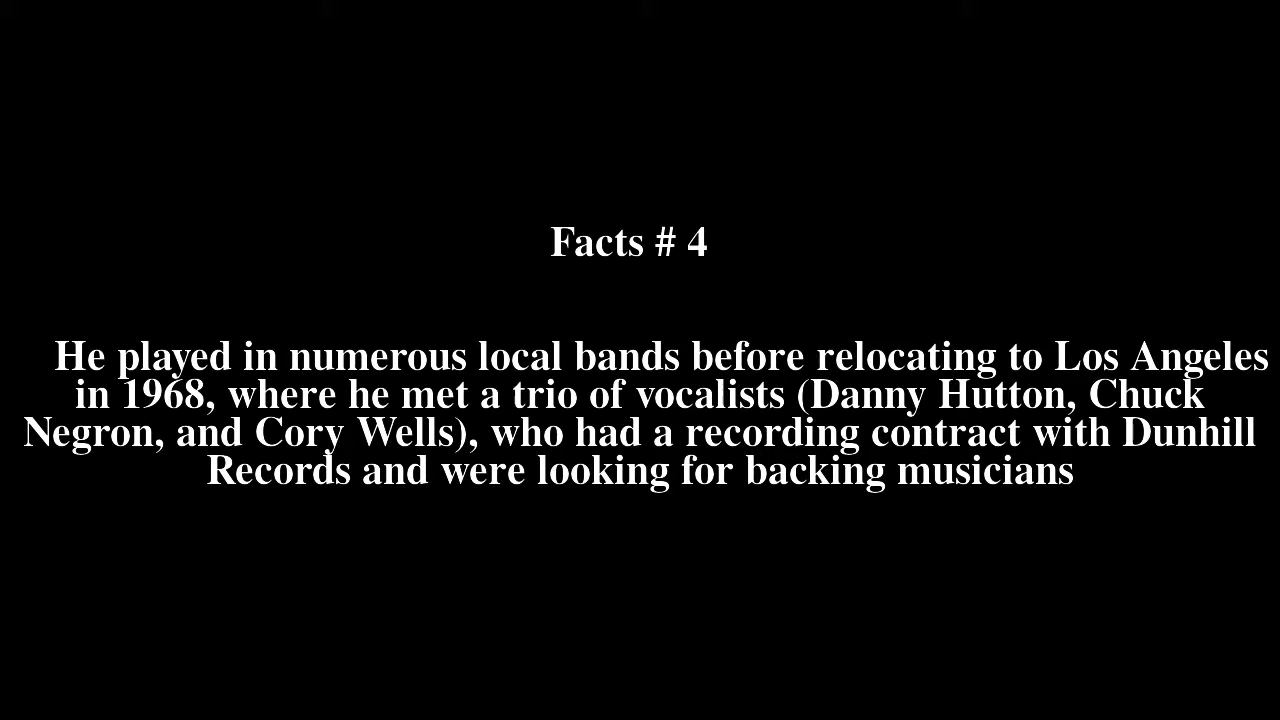 Facts # 4
He played in numerous local bands before relocating to Los Angeles
in 1968, where he met a trio of vocalists (Danny Hutton, Chuck
Negron, and Cory Wells), who had a recording contract with Dunhill
Records and were looking for backing musicians